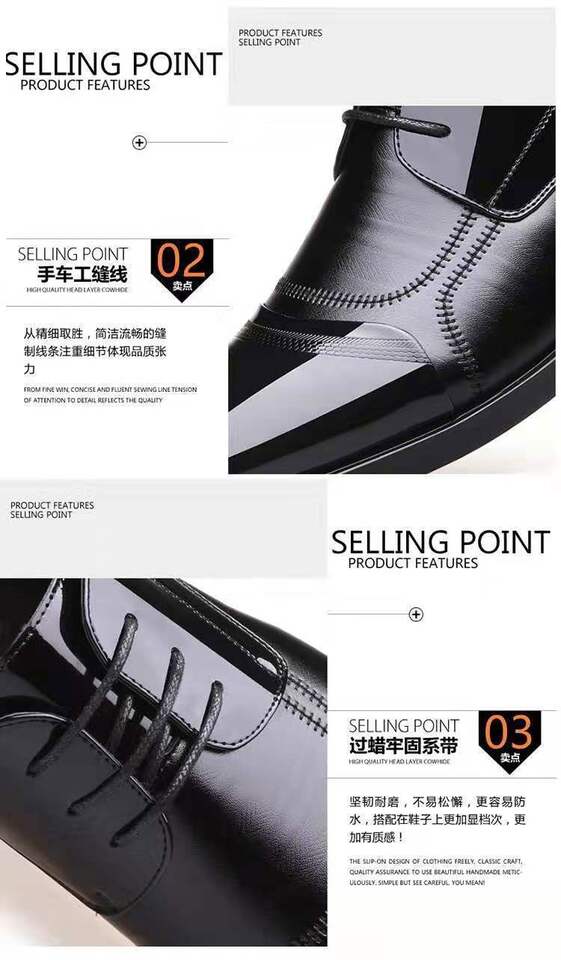 PRODUCT FEATURES
SELLING POINT
SELLING POINT
PRODUCT FEATURES
SELLING POINT
手车工缝线
HIGH QUALITY HEAD LAYER COWHIDE
02
卖点
从精细取胜，简洁流畅的缝
制线条注重细节体现品质张
力
FROM FINE WIN, CONCISE AND FLUENT SEWING LINE TENSION
OF ATTENTION TO DETAIL REFLECTS THE QUALITY
PRODUCT FEATURES
SELLING POINT
SELLING POINT
PRODUCT FEATURES
SELLING POINT
过蜡牢固系带
HIGH QUALITY HEAD LAYER COWHIDE
03
卖点
坚韧耐磨，不易松懈，更容易防
水，搭配在鞋子上更加显档次，更
加有质感！
THE SLIP-ON DESIGN OF CLOTHING FREELY, CLASSIC CRAFT,
QUALITY ASSURANCE TO USE BEAUTIFUL HANDMADE METIC-
ULOUSLY, SIMPLE BUT SEE CAREFUL, YOU MEAN!